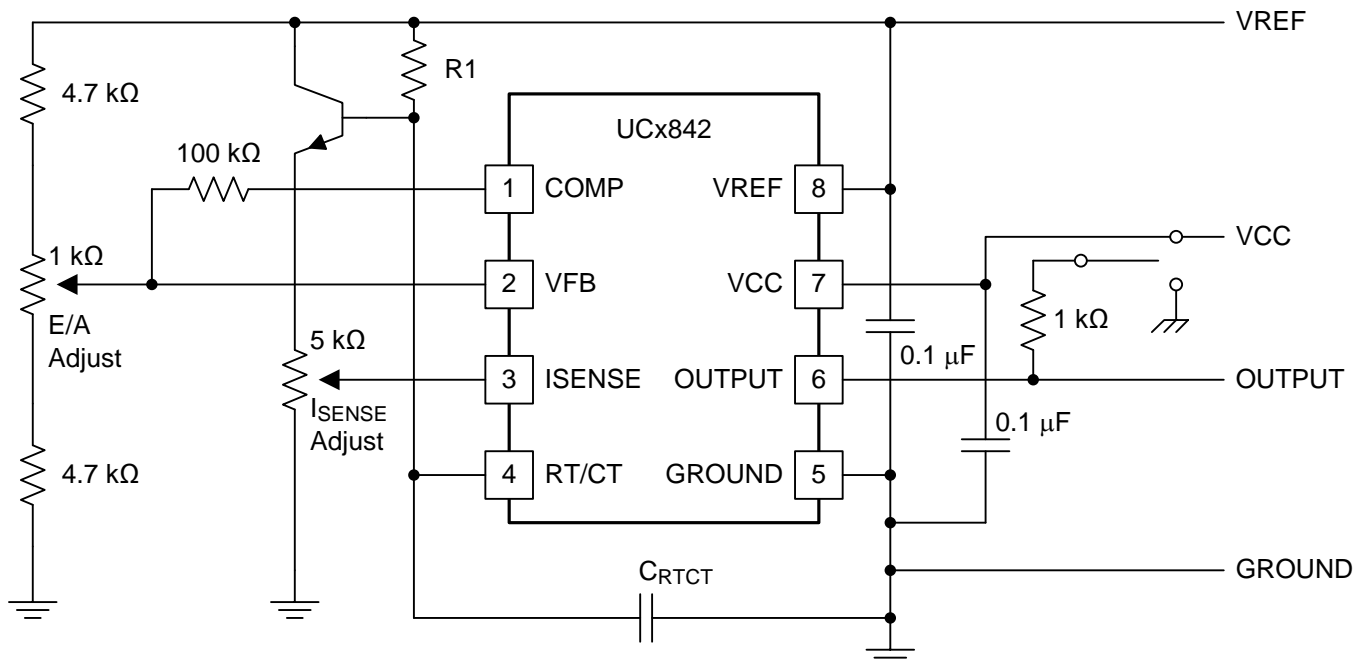 VREF
4.7 kΩ
R1
UCx842
100 kΩ
1 COMP VREF 8
VCC
1 kΩ
2 VFB VCC 7
E/A
Adjust
1 kΩ
5 kΩ
0.1 μF
3 ISENSE OUTPUT 6
OUTPUT
ISENSE
Adjust
0.1 μF
4.7 kΩ
4 RT/CT GROUND 5
CRTCT
GROUND